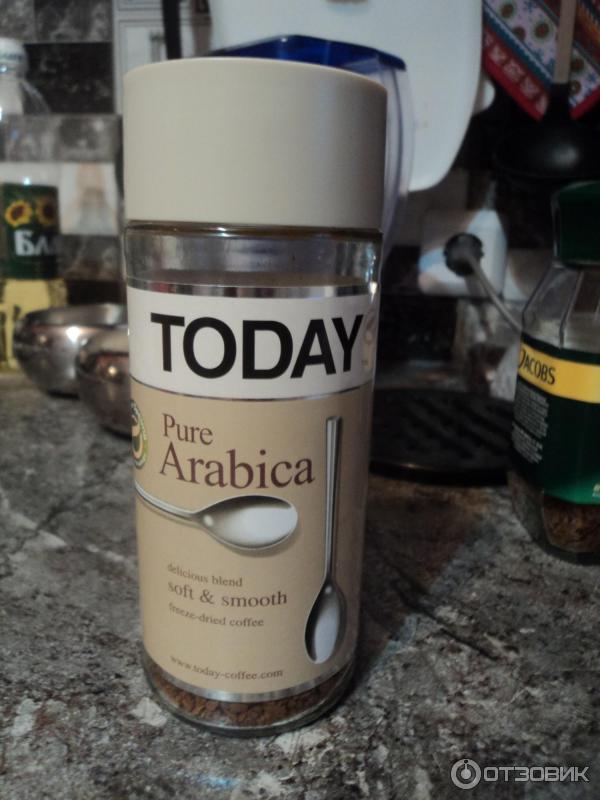 TODAY
Pure
Arabica
delicious blend
soft & smooth
freeze-dried coffee
www.today-coffee.com
JACOBS
ОТЗОВИК